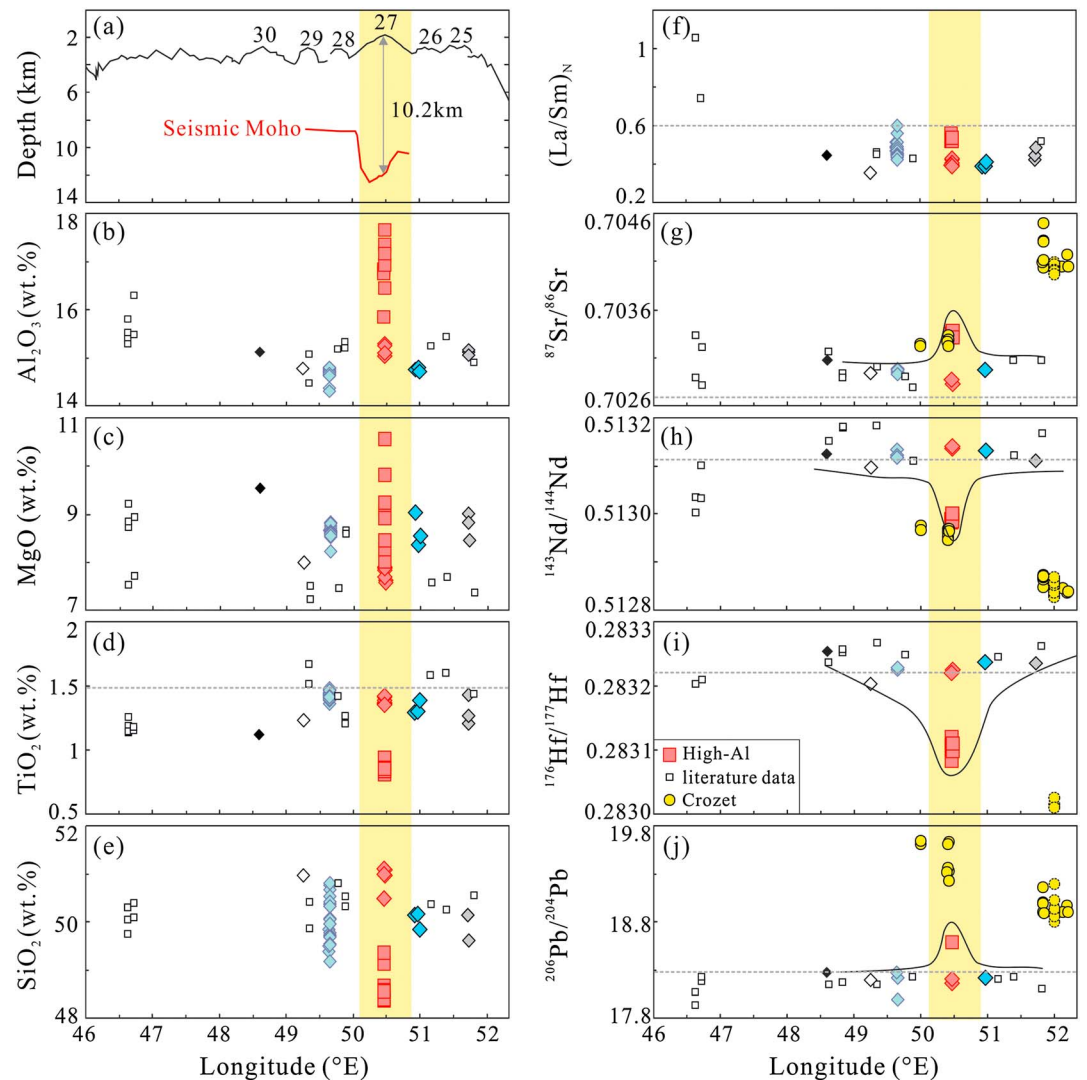 (a)
30
29
28
27
26
25
2
6
10
14
Depth (km)
10.2km
Seismic Moho
(b)
18
16
14
Al₂O₃ (wt.%)
(c)
11
9
7
MgO (wt.%)
(d)
2
1.5
1
0.5
TiO₂ (wt.%)
(e)
52
50
48
SiO₂ (wt.%)
46 47 48 49 50 51 52
Longitude (°E)
(f)
1
0.6
0.2
(La/Sm)N
(g)
0.7046
0.7036
0.7026
⁸⁷Sr/⁸⁶Sr
(h)
0.5132
0.5130
0.5128
¹⁴³Nd/¹⁴⁴Nd
(i)
0.2833
0.2832
0.2831
0.2830
¹⁷⁶Hf/¹⁷⁷Hf
High-Al
literature data
Crozet
(j)
19.8
18.8
17.8
²⁰⁶Pb/²⁰⁴Pb
46 47 48 49 50 51 52
Longitude (°E)